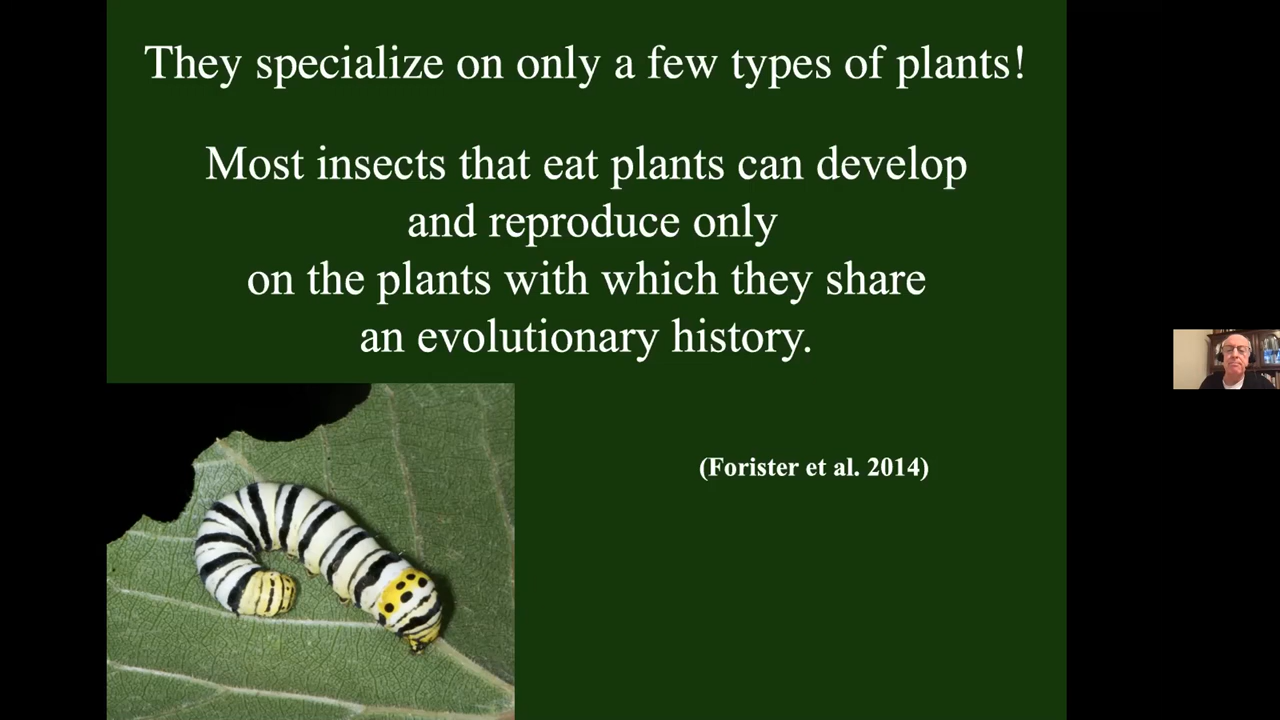 They specialize on only a few types of plants!
Most insects that eat plants can develop
and reproduce only
on the plants with which they share
an evolutionary history.
(Forister et al. 2014)